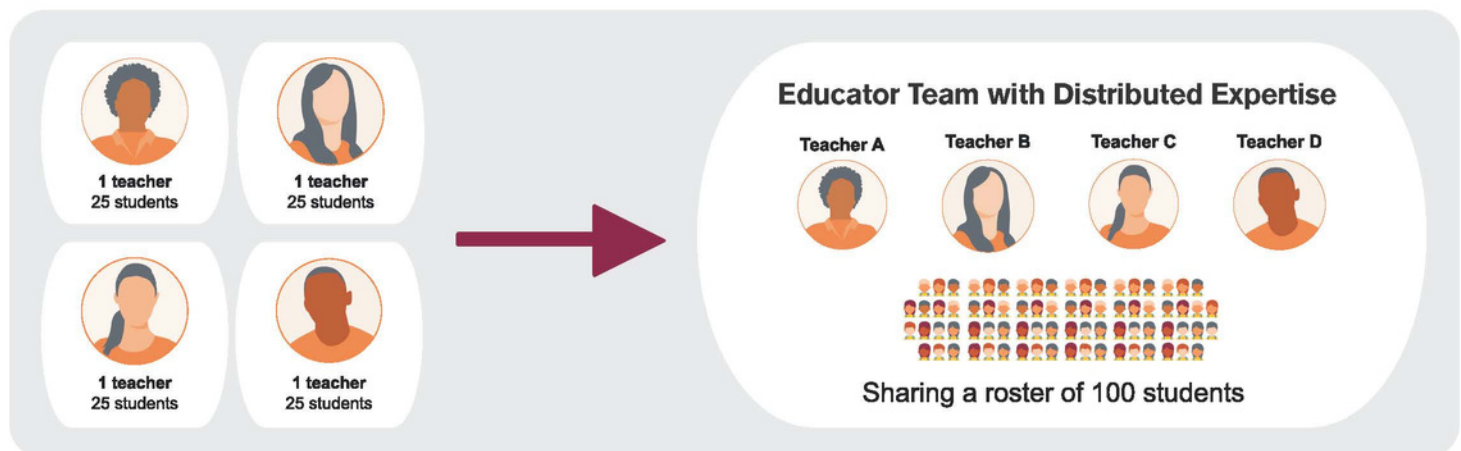 1 teacher
25 students
1 teacher
25 students
1 teacher
25 students
1 teacher
25 students
Educator Team with Distributed Expertise
Teacher A
Teacher B
Teacher C
Teacher D
Sharing a roster of 100 students